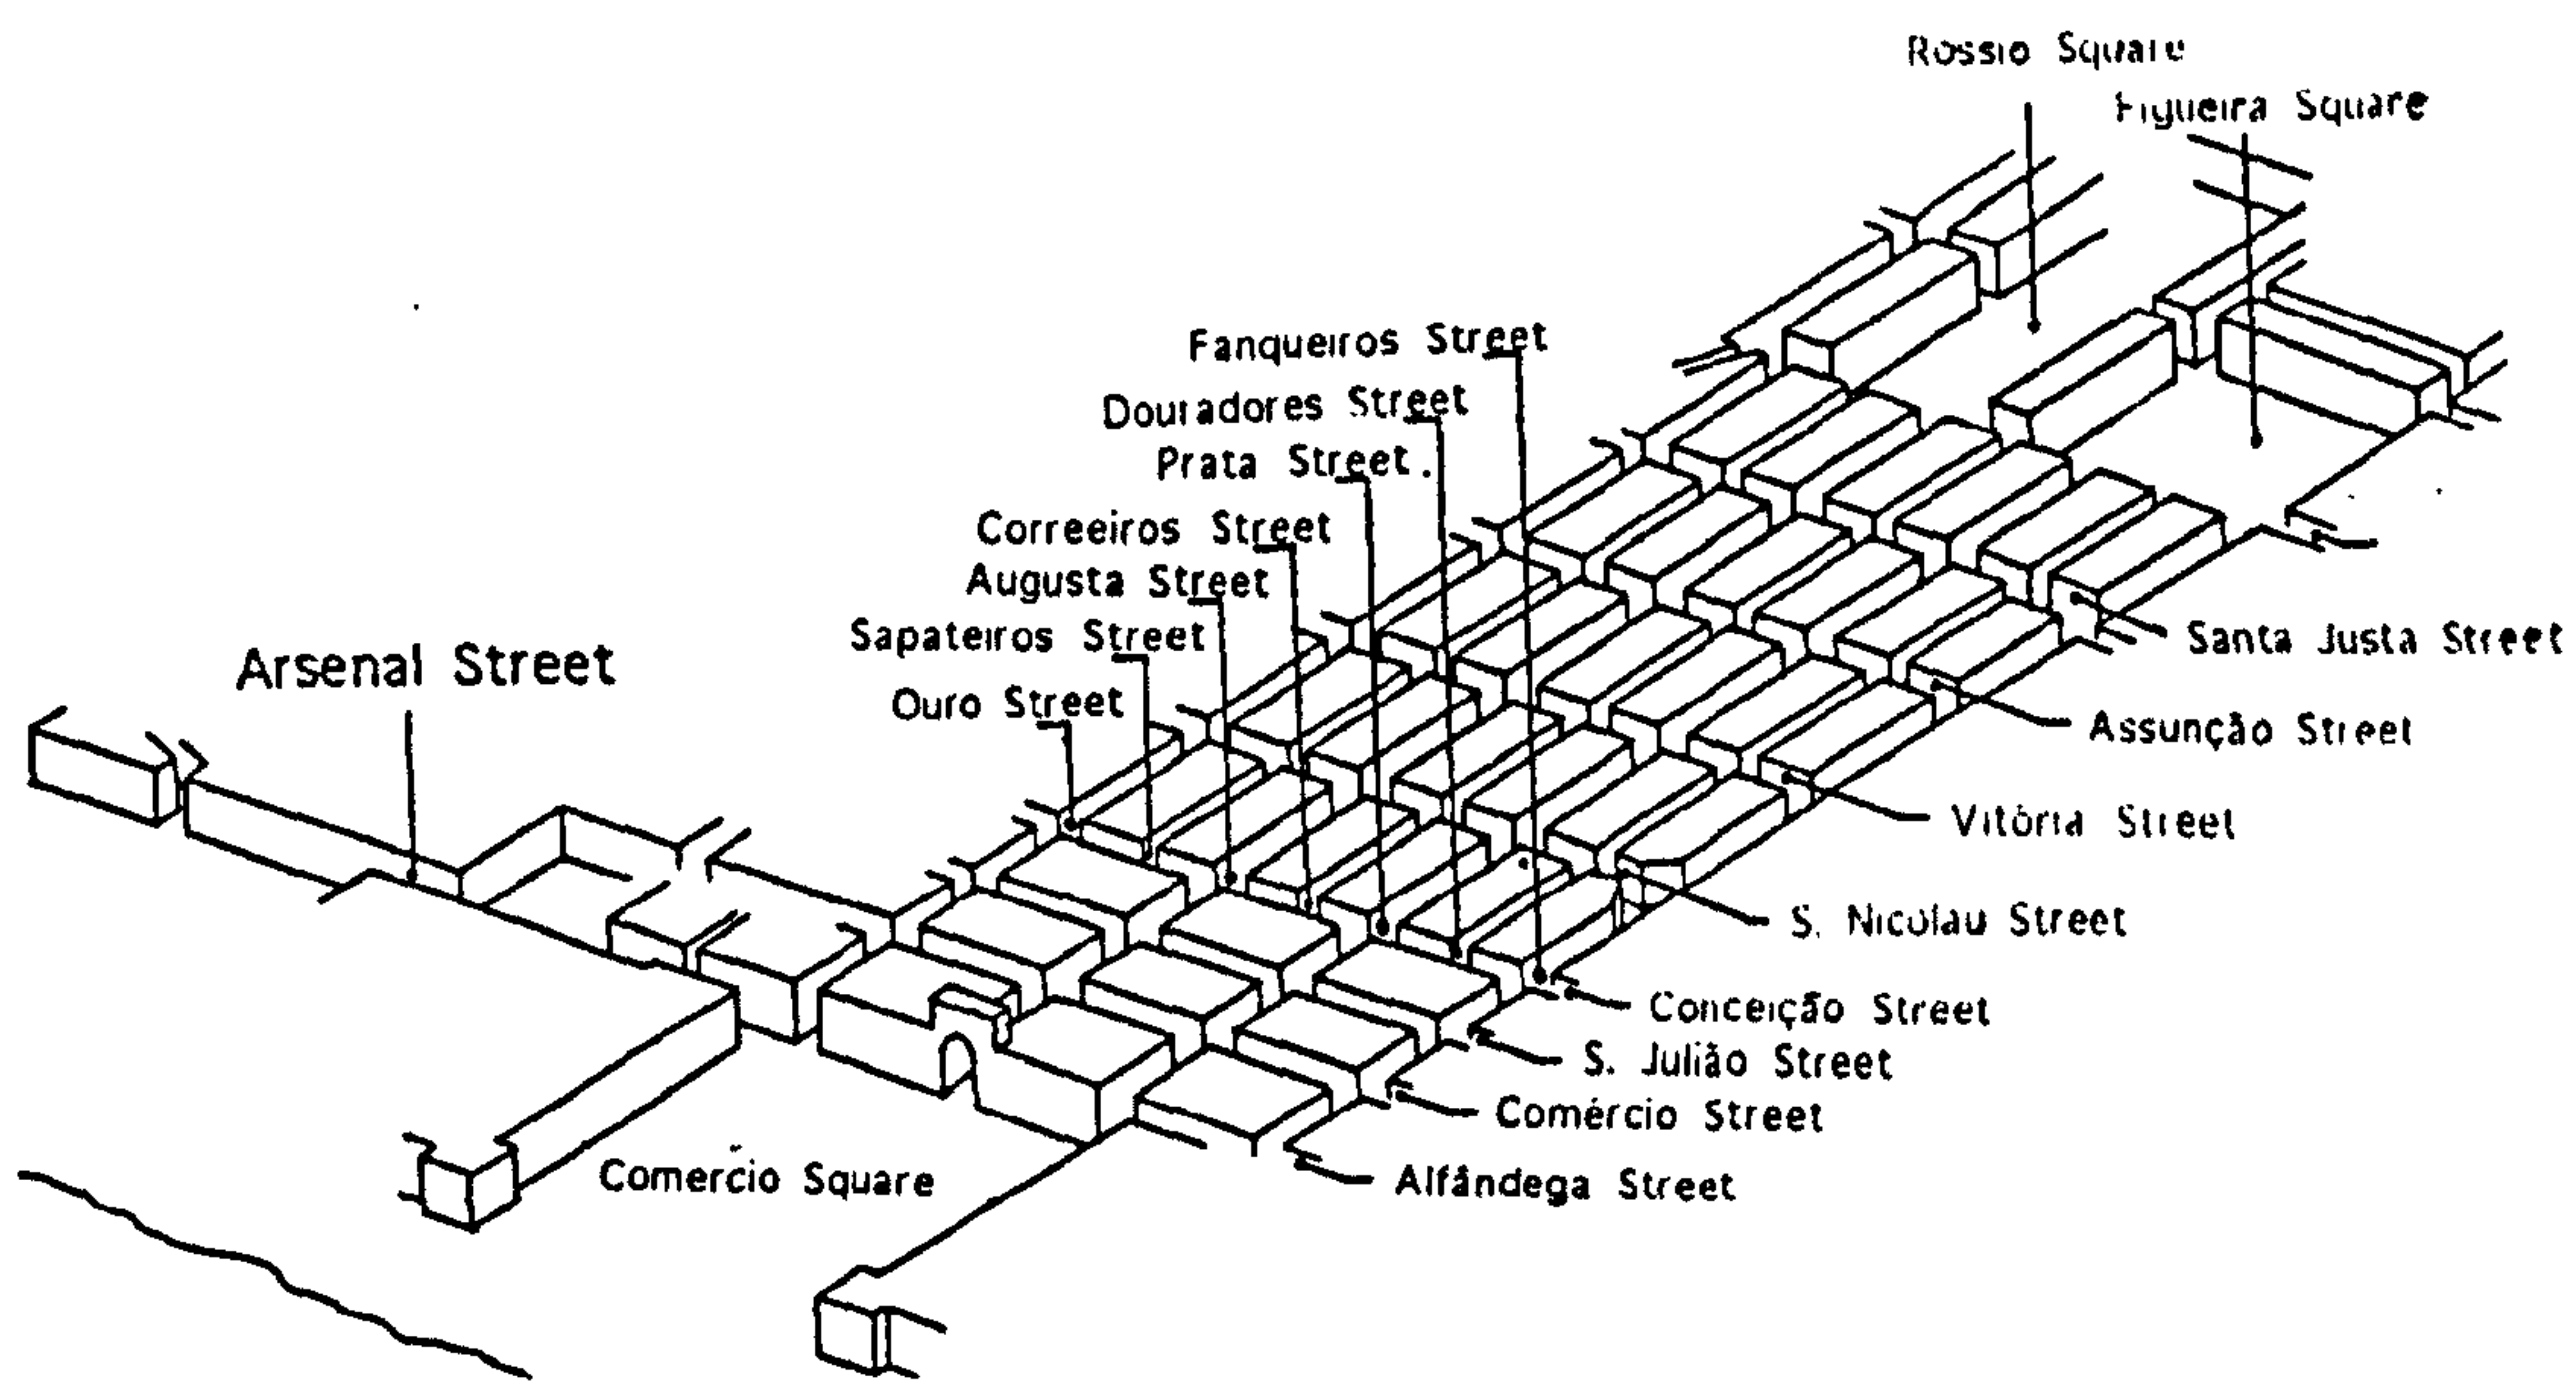 Rossio Square
Figueira Square
Fanqueiros Street
Douradores Street
Prata Street.
Correeiros Street
Augusta Street
Sapateiros Street
Arsenal Street
Ouro Street
Santa Justa Street
Assunção Street
Vitória Street
S. Nicolau Street
Conceição Street
S. Julião Street
Comércio Street
Comercio Square
Alfândega Street